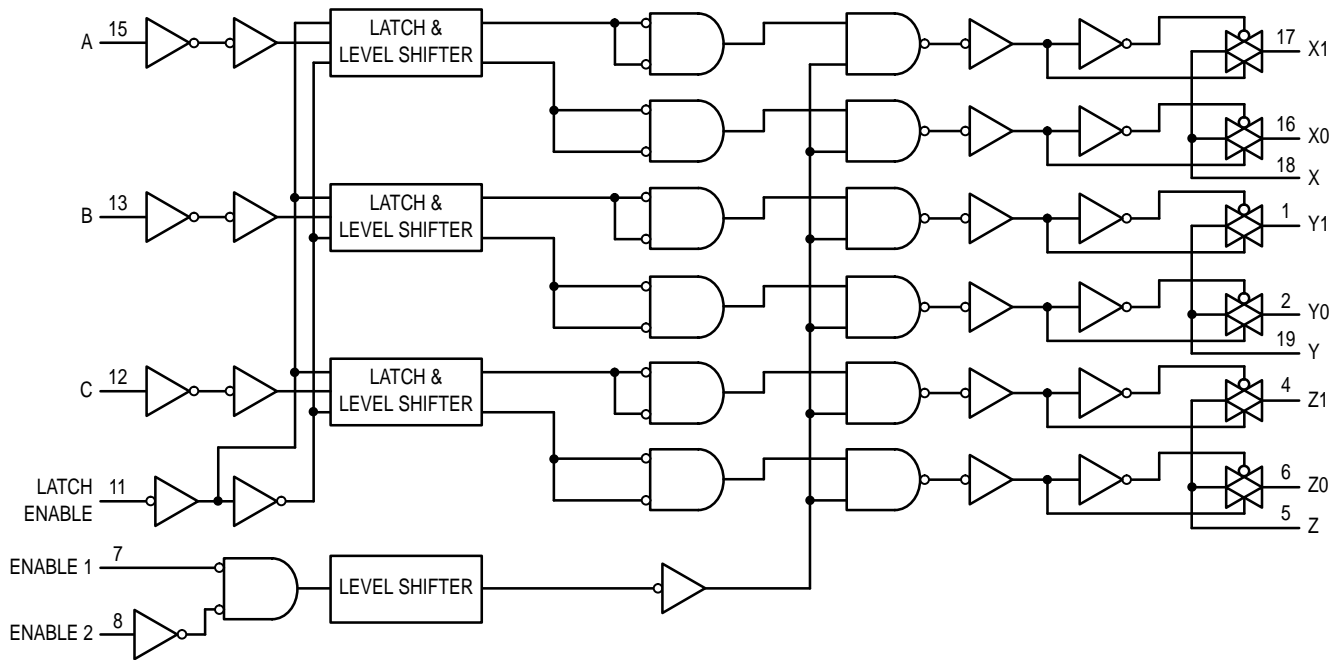 A 15
LATCH &
LEVEL SHIFTER
17 X1
16 X0
18 X
B 13
LATCH &
LEVEL SHIFTER
1 Y1
2 Y0
19 Y
C 12
LATCH &
LEVEL SHIFTER
4 Z1
6 Z0
5 Z
LATCH
ENABLE
11
ENABLE 1 7
LEVEL SHIFTER
ENABLE 2 8